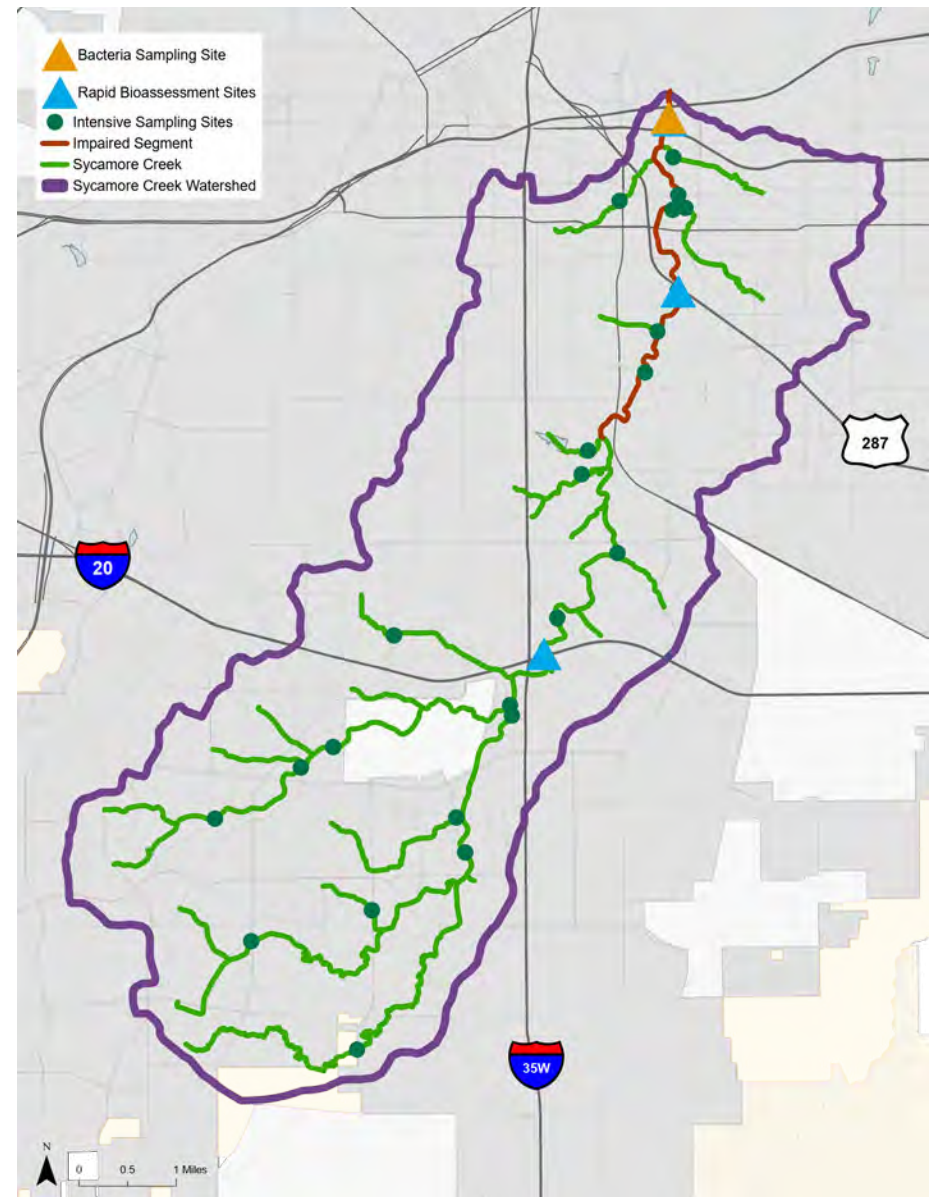 Bacteria Sampling Site
Rapid Bioassessment Sites
Intensive Sampling Sites
Impaired Segment
Sycamore Creek
Sycamore Creek Watershed
287
20
35W
N
0 0.5 1 Miles